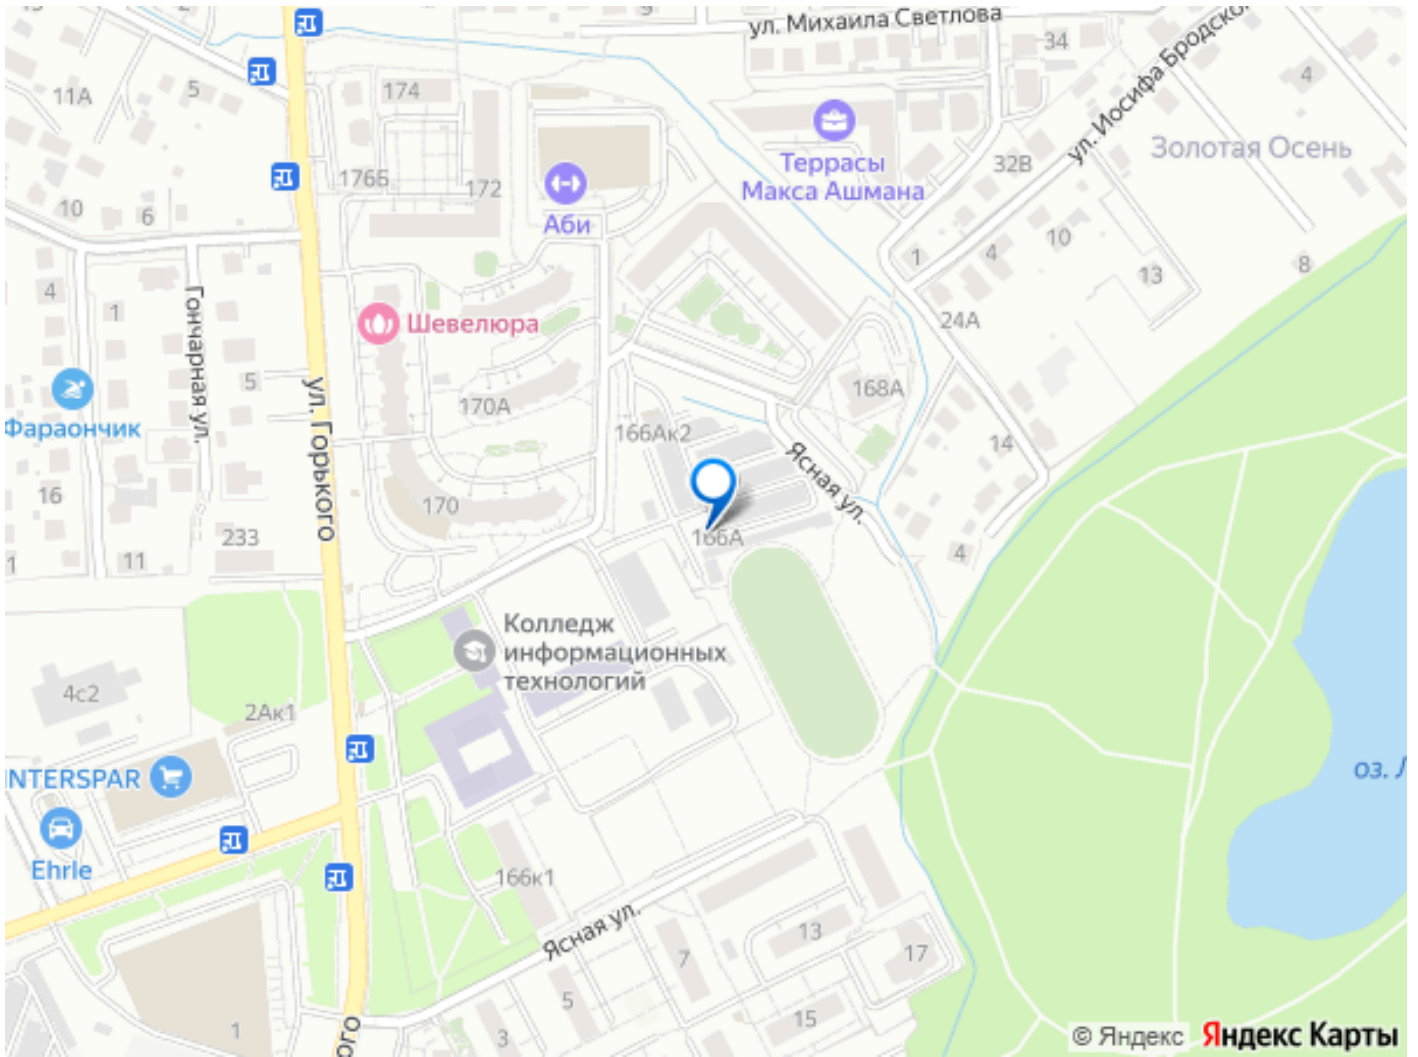 ул. Михаила Светлова
9
34
ул. Иосифа Бродско
4
11А
5
174
Террасы
Макса Ашмана
32В
Золотая Осень
176Б
172
Аби
10
6
1
4
10
13
8
4
1
Гончарная ул.
Шевелюра
24А
5
ул. Горького
170А
168А
Фараончик
166Ак2
14
Ясная ул.
16
170
233
166А
11
1
4
Колледж
информационных
технологий
4с2
2Ак1
INTERSPAR
оз. Л
Ehrle
166к1
Ясная ул.
13
7
17
5
15
3
1
ого
© Яндекс
Яндекс Карты